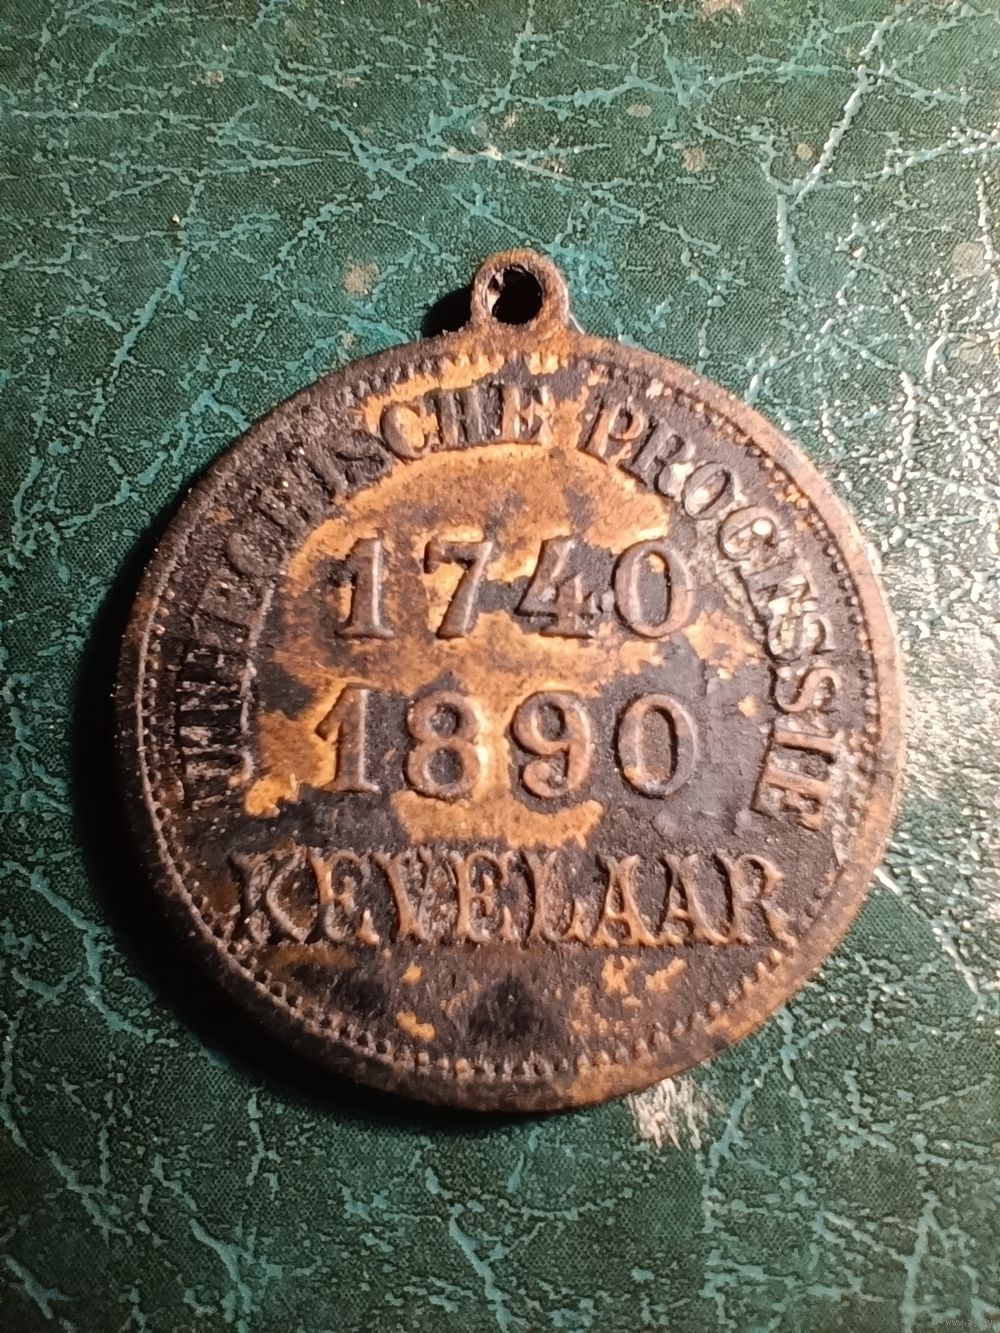 UTRECHTSCHE PROCESSIE
1740
1890
KEVELAAR